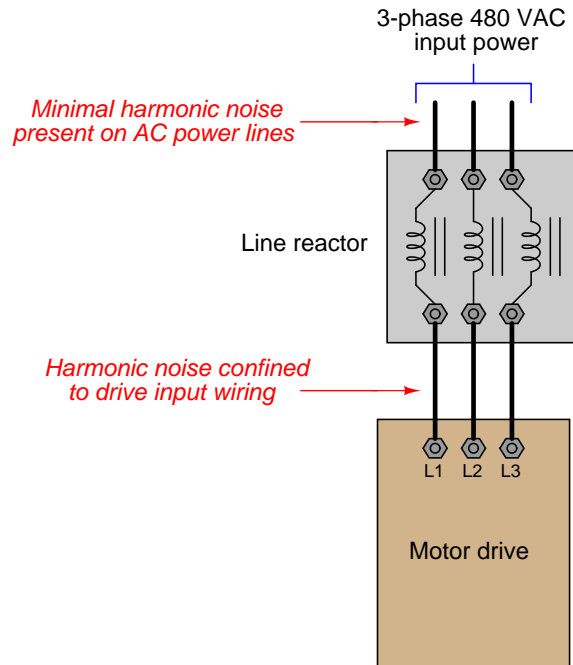 3-phase 480 VAC
input power
Minimal harmonic noise
present on AC power lines
Line reactor
Harmonic noise confined
to drive input wiring
L1 L2 L3
Motor drive